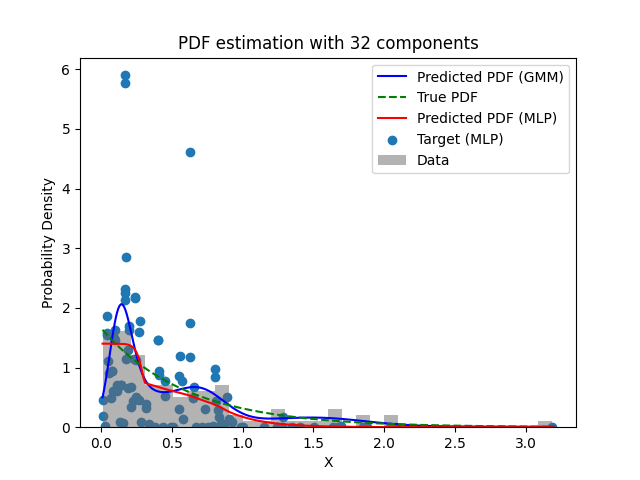 PDF estimation with 32 components
Predicted PDF (GMM)
True PDF
Predicted PDF (MLP)
Target (MLP)
Data
Probability Density
6
5
4
3
2
1
0
0.0 0.5 1.0 1.5 2.0 2.5 3.0
X